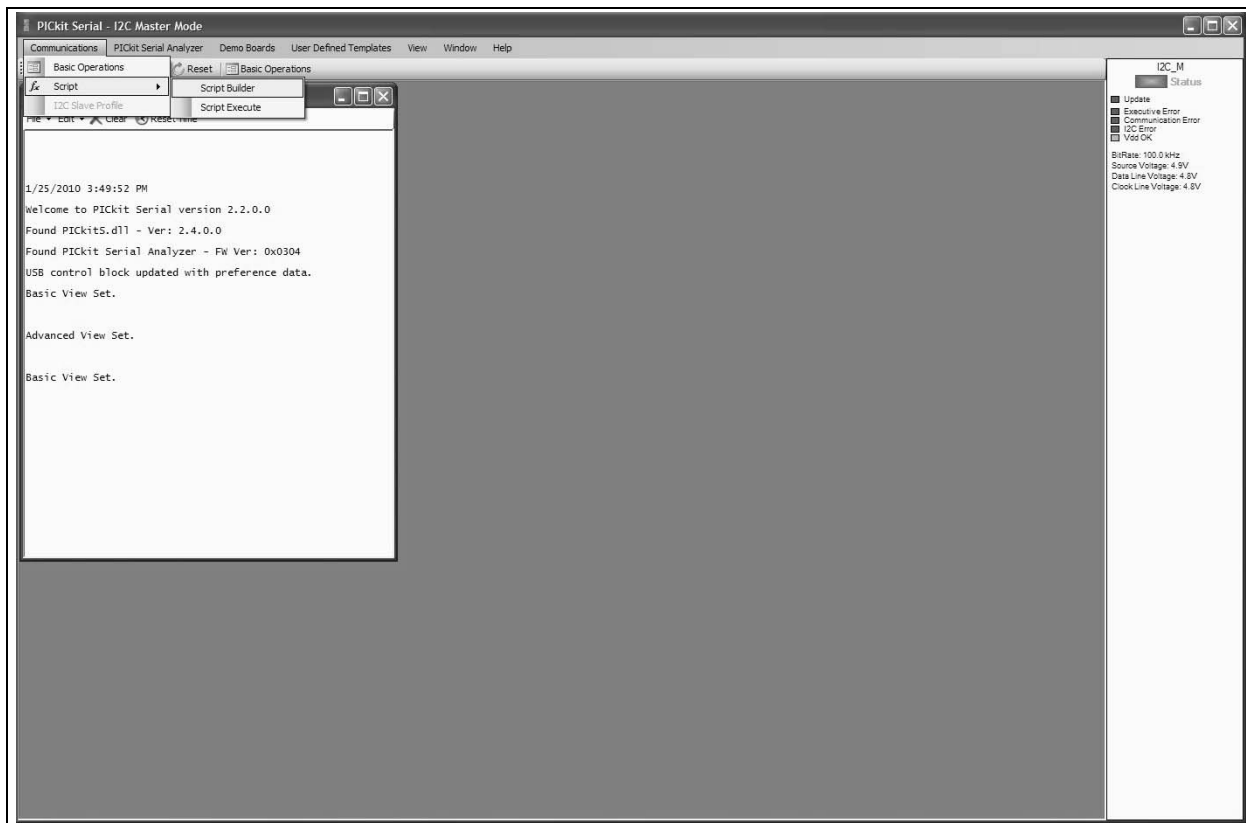 PICkit Serial - I2C Master Mode
Communications PICkit Serial Analyzer Demo Boards User Defined Templates View Window Help
Basic Operations Reset Basic Operations
Script Script Builder
I2C Slave Profile Script Execute
File Edit Clear Reset Time
1/25/2010 3:49:52 PM
Welcome to PICkit Serial version 2.2.0.0
Found PICkitS.dll - Ver: 2.4.0.0
Found PICkit Serial Analyzer - FW Ver: 0x0304
USB control block updated with preference data.
Basic View Set.
Advanced View Set.
Basic View Set.
I2C_M
Status
Update
Executive Error
Communication Error
I2C Error
Vdd OK
BitRate: 100.0 kHz
Source Voltage: 4.9V
Data Line Voltage: 4.8V
Clock Line Voltage: 4.8V